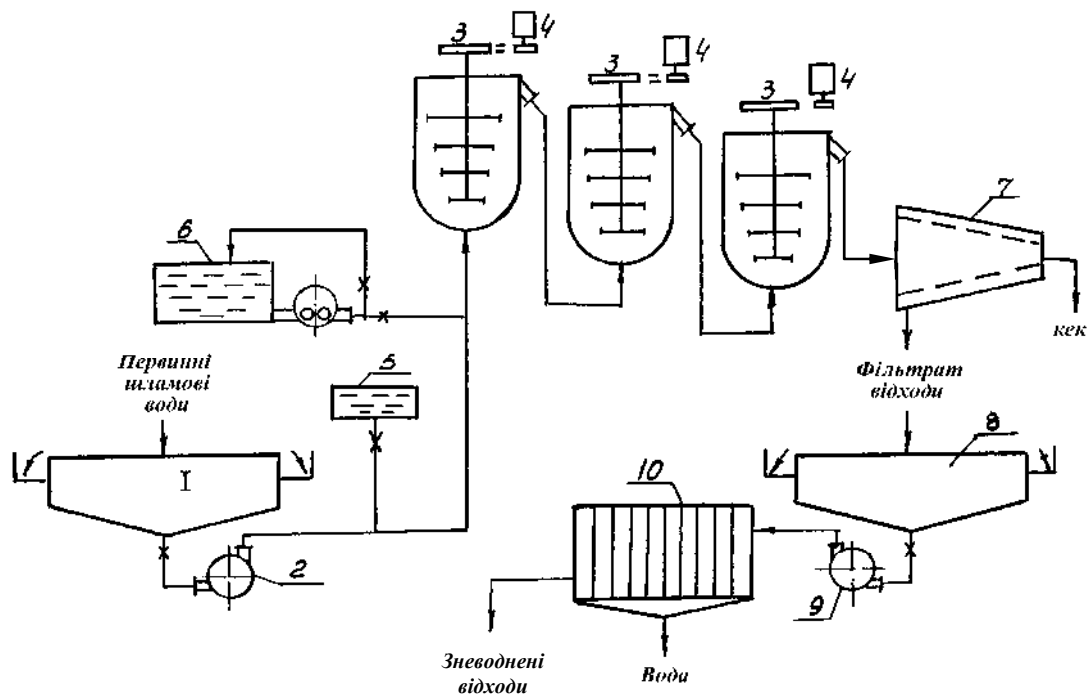 3
4
3
4
3
4
7
6
кек
Первинні
шламові
води
5
Фільтрат
відходи
8
I
10
2
9
Зневоднені
відходи
Вода